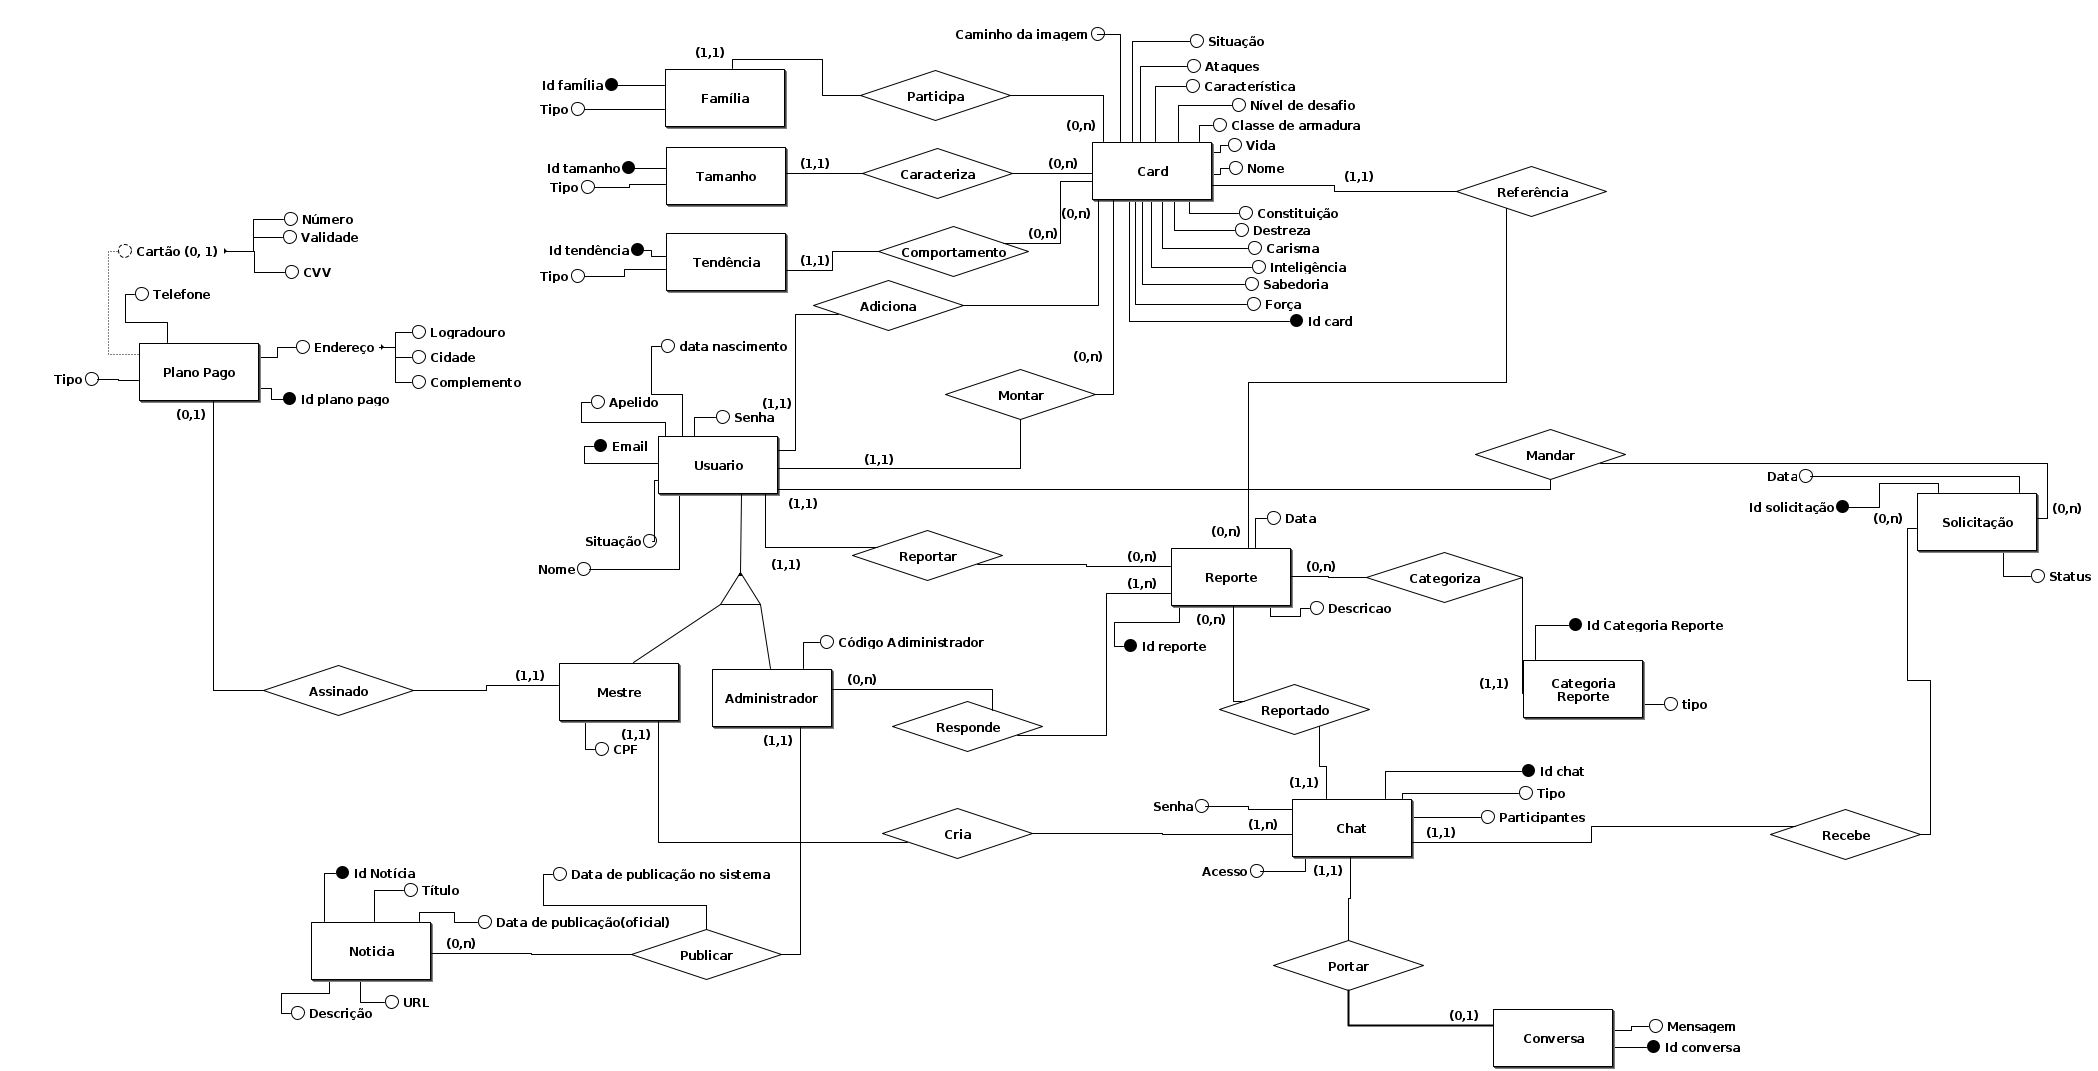 Caminho da imagem
Situação
(1,1)
Ataques
Id famÍlia
Característica
Família
Participa
Tipo
Nível de desafio
(0,n)
Classe de armadura
Vida
Id tamanho
(1,1)
(0,n)
Card
Nome
Tamanho
Caracteriza
(1,1)
Referência
Tipo
(0,n)
Constituição
Número
Destreza
(0,n)
Validade
Cartão (0, 1)
Id tendência
Comportamento
Carisma
Tendência
(1,1)
Inteligência
CVV
Tipo
Sabedoria
Telefone
Adiciona
Força
Id card
Logradouro
Endereço
data nascimento
(0,n)
Cidade
Plano Pago
Tipo
Complemento
Id plano pago
Montar
(0,1)
Apelido
(1,1)
Senha
Email
Usuario
(1,1)
Mandar
Data
(1,1)
Id solicitação
(0,n)
(0,n)
Solicitação
Data
(0,n)
Situação
Reportar
(0,n)
Nome
(1,1)
Reporte
(0,n)
Categoriza
Status
(1,n)
Descricao
(0,n)
Id Categoria Reporte
Código Adiministrador
Id reporte
(1,1)
(0,n)
Assinado
Mestre
Administrador
(1,1)
Categoria
Reporte
tipo
Reportado
Responde
(1,1)
(1,1)
CPF
Id chat
(1,1)
Tipo
Senha
Participantes
Cria
(1,n)
Chat
(1,1)
Recebe
Id Notícia
Data de publicação no sistema
Acesso
(1,1)
Título
Data de publicação(oficial)
Noticia
(0,n)
Publicar
Portar
URL
Descrição
(0,1)
Mensagem
Conversa
Id conversa